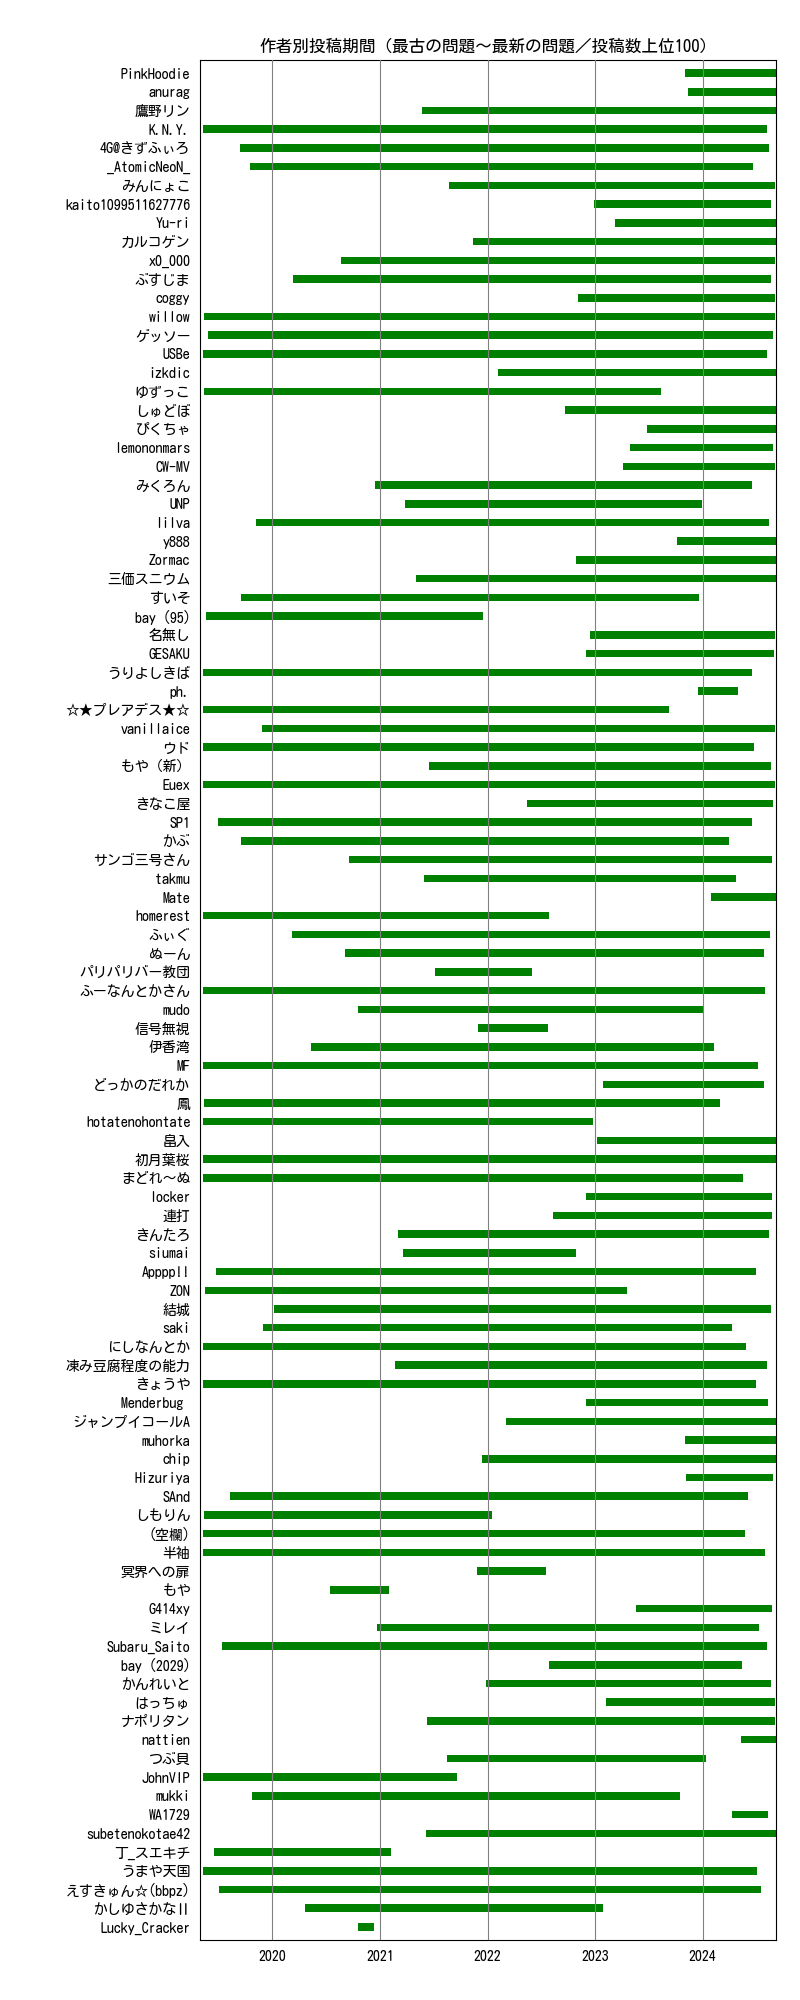 作者別投稿期間（最古の問題～最新の問題／投稿数上位100）
PinkHoodie
anurag
鷹野リン
K.N.Y.
4G@きずふぃろ
_AtomicNeoN_
みんにょこ
kaito1099511627776
Yu-ri
カルコゲン
x0_000
ぶすじま
coggy
willow
ゲッソー
USBe
izkdic
ゆずっこ
しゅどぼ
ぴくちゃ
lemononmars
CW-MV
みくろん
UNP
lilva
y888
Zormac
三価スニウム
すいそ
bay (95)
名無し
GESAKU
うりよしきば
ph.
☆★プレアデス★☆
vanillaice
ウド
もや（新）
Euex
きなこ屋
SP1
かぶ
サンゴ三号さん
takmu
Mate
homerest
ふぃぐ
ぬーん
パリパリバー教団
ふーなんとかさん
mudo
信号無視
伊香湾
MF
どっかのだれか
鳳
hotatenohontate
畠入
初月葉桜
まどれ～ぬ
locker
連打
きんたろ
siumai
Appppll
ZON
結城
saki
にしなんとか
凍み豆腐程度の能力
きょうや
Menderbug
ジャンプイコールA
muhorka
chip
Hizuriya
SAnd
しもりん
(空欄)
半袖
冥界への扉
もや
G414xy
ミレイ
Subaru_Saito
bay (2029)
かんれいと
はっちゅ
ナポリタン
nattien
つぶ貝
JohnVIP
mukki
WA1729
subetenokotae42
丁_スエキチ
うまや天国
えすきゅん☆(bbpz)
かしゆさかなⅡ
Lucky_Cracker
2020 2021 2022 2023 2024